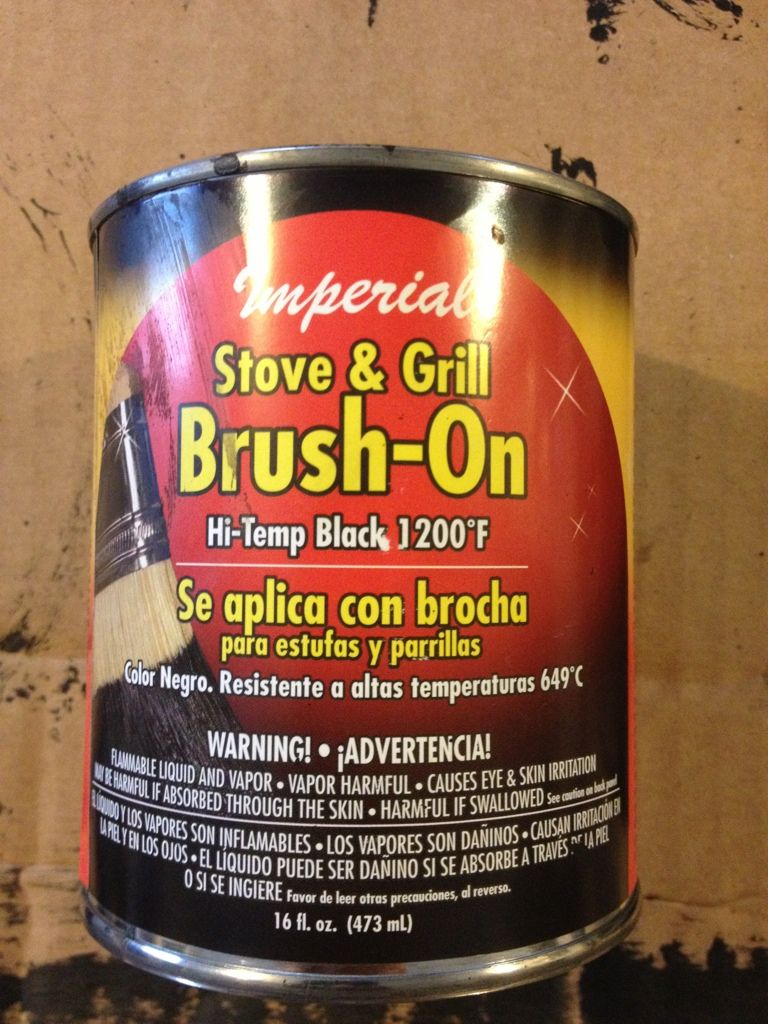 Imperial
Stove & Grill
Brush-On
Hi-Temp Black 1200°F
Se aplica con brocha
para estufas y parrillas
Color Negro. Resistente a altas temperaturas 649°C
WARNING! • ¡ADVERTENCIA!
FLAMMABLE LIQUID AND VAPOR • VAPOR HARMFUL • CAUSES EYE & SKIN IRRITATION
MAY BE HARMFUL IF ABSORBED THROUGH THE SKIN • HARMFUL IF SWALLOWED See caution on back panel
EL LÍQUIDO Y LOS VAPORES SON INFLAMABLES • LOS VAPORES SON DAÑINOS • CAUSAN IRRITACIÓN EN
LA PIEL Y EN LOS OJOS • EL LÍQUIDO PUEDE SER DAÑINO SI SE ABSORBE A TRAVÉS DE LA PIEL
O SI SE INGIERE Favor de leer otras precauciones, al reverso.
16 fl. oz. (473 mL)